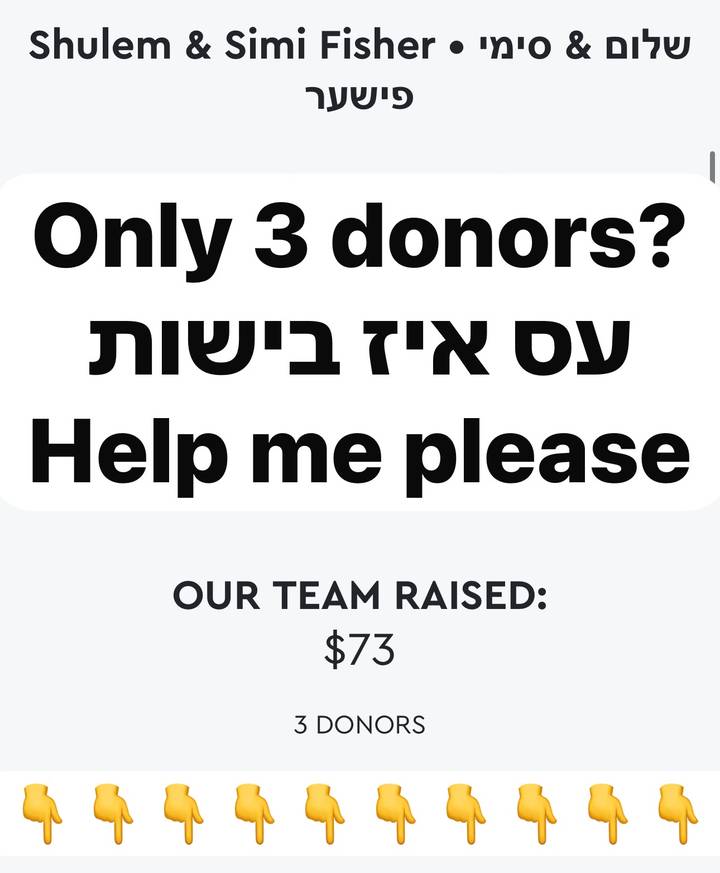 Shulem & Simi Fisher • שלום & סימי
פישער
Only 3 donors?
עס איז בישות
Help me please
OUR TEAM RAISED:
$73
3 DONORS
👇👇👇👇👇👇👇👇👇👇